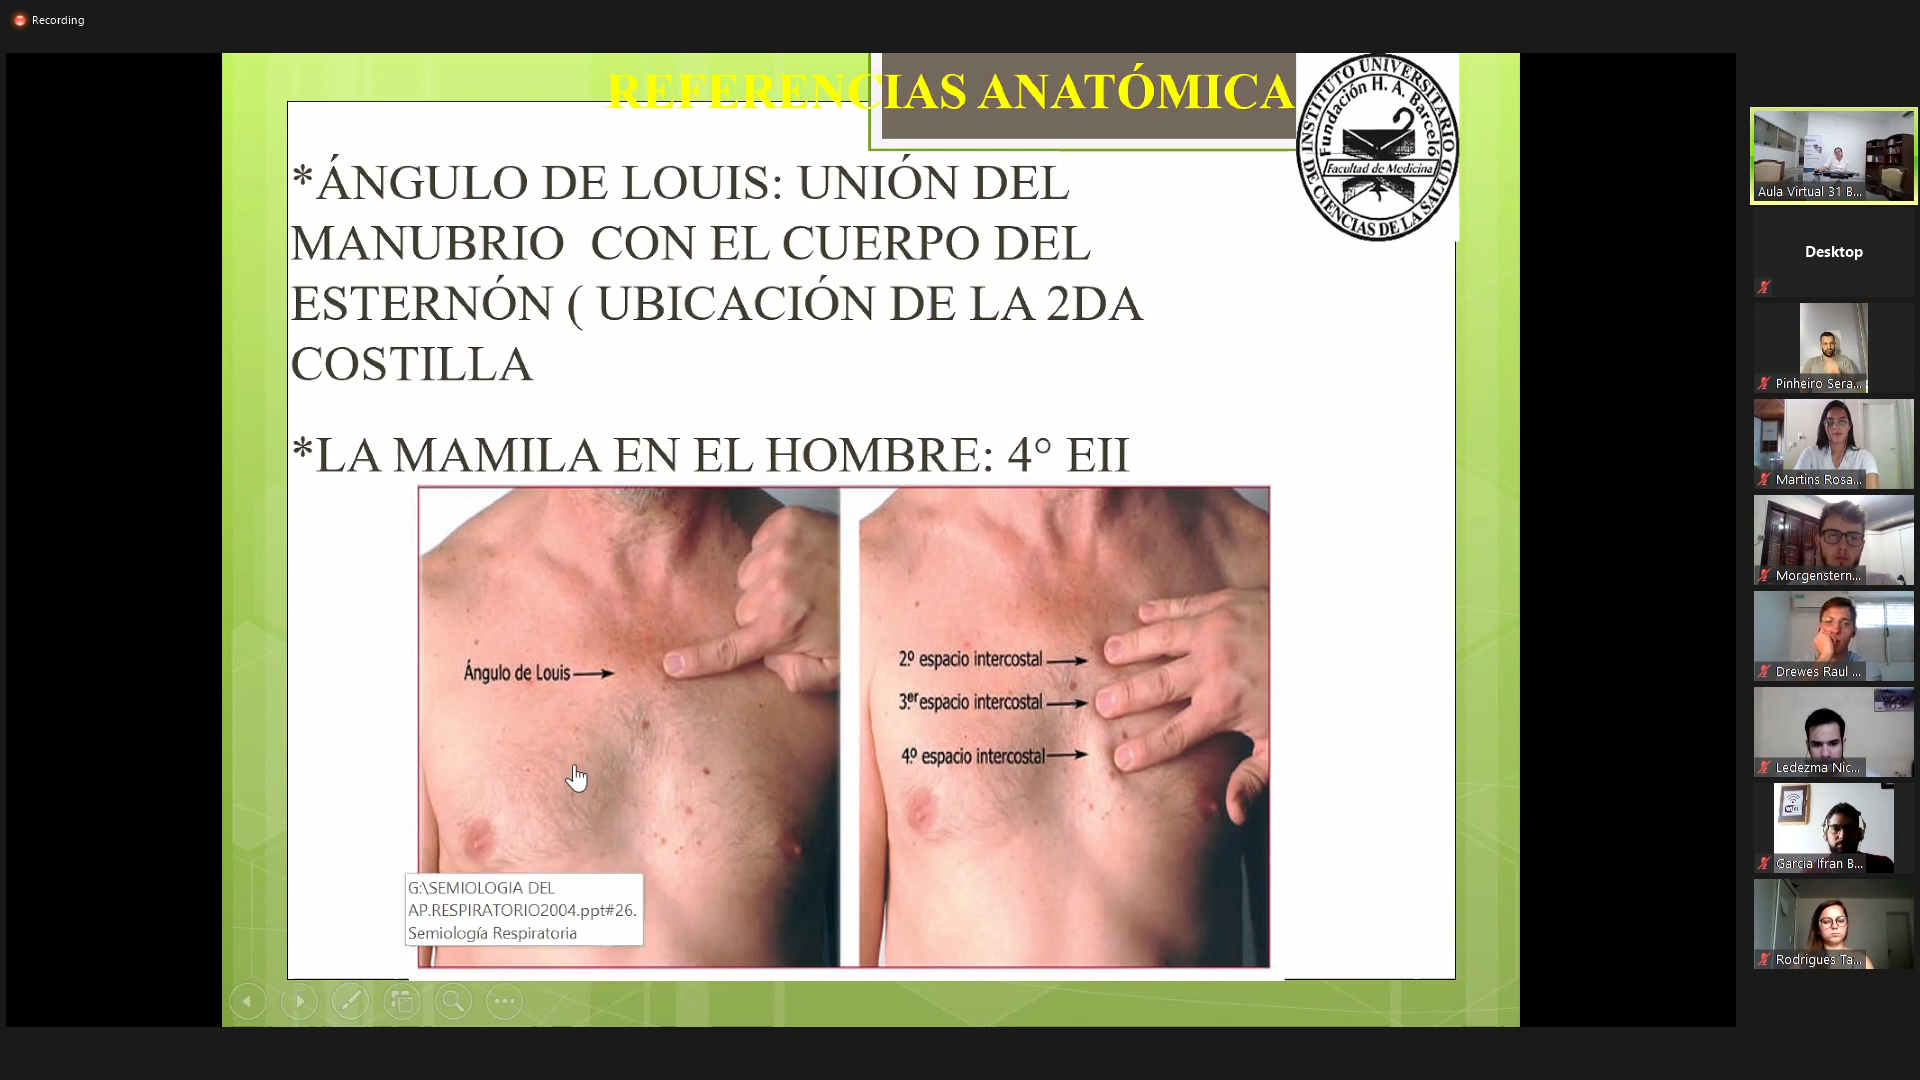 Recording
REFERENCIAS ANATÓMICA
INSTITUTO UNIVERSITARIO
DE CIENCIAS DE LA SALUD
Fundación H. A. Barceló
Facultad de Medicina
*ÁNGULO DE LOUIS: UNIÓN DEL
MANUBRIO CON EL CUERPO DEL
ESTERNÓN ( UBICACIÓN DE LA 2DA
COSTILLA
*LA MAMILA EN EL HOMBRE: 4° EII
Ángulo de Louis
2º espacio intercostal
3er espacio intercostal
4º espacio intercostal
G:\SEMIOLOGIA DEL
AP.RESPIRATORIO2004.ppt#26.
Semiología Respiratoria
Aula Virtual 31 B...
Desktop
Pinheiro Sera...
Martins Rosa...
Morgenstern...
Drewes Raul ...
Ledezma Nic...
WiFi
Garcia Ifran B...
Rodrigues Ta...